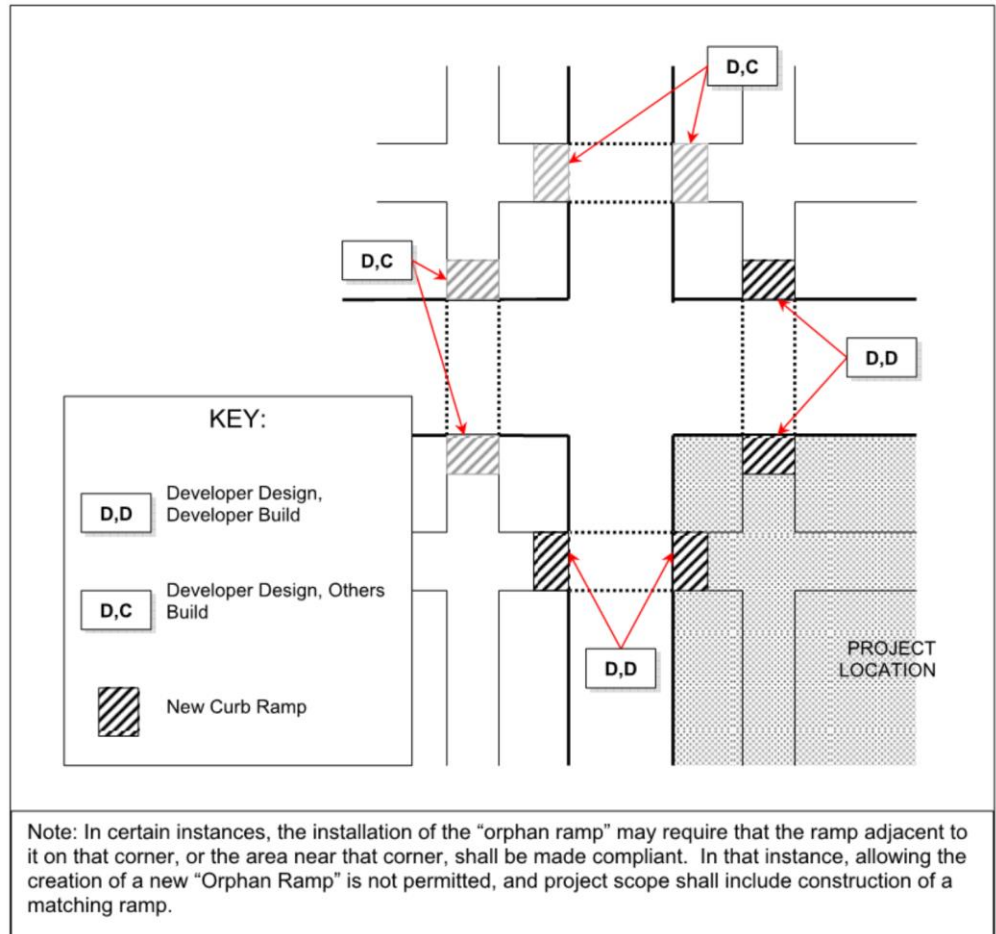 D,C
D,C
D,D
KEY:
D,D
Developer Design,
Developer Build
D,C
Developer Design, Others
Build
New Curb Ramp
D,D
PROJECT
LOCATION
Note: In certain instances, the installation of the “orphan ramp” may require that the ramp adjacent to
it on that corner, or the area near that corner, shall be made compliant.  In that instance, allowing the
creation of a new “Orphan Ramp” is not permitted, and project scope shall include construction of a
matching ramp.